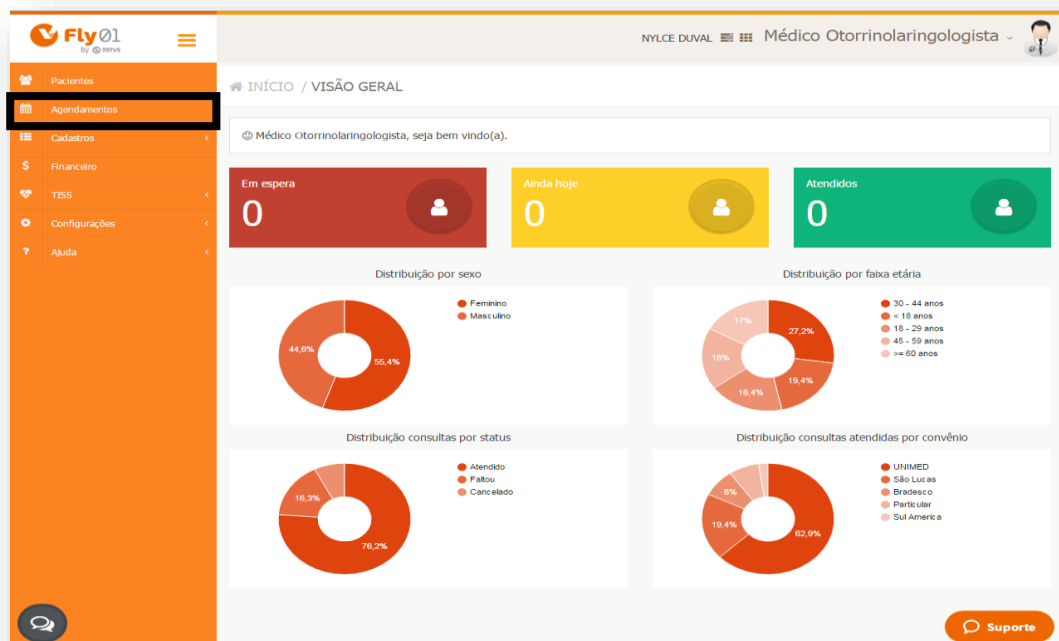 Fly01
by TOTVS
NYLCE DUVAL
Médico Otorrinolaringologista
Pacientes
Agendamentos
Cadastros
Financeiro
TISS
Configurações
Ajuda
INÍCIO / VISÃO GERAL
Médico Otorrinolaringologista, seja bem vindo(a).
Em espera
0
Ainda hoje
0
Atendidos
0
Distribuição por sexo
Feminino
Masculino
44,6%
55,4%
Distribuição por faixa etária
30 - 44 anos
< 18 anos
18 - 29 anos
45 - 59 anos
>= 60 anos
17%
27,2%
18%
19,4%
18,4%
Distribuição consultas por status
Atendido
Faltou
Cancelado
16,3%
76,2%
Distribuição consultas atendidas por convênio
UNIMED
São Lucas
Bradesco
Particular
Sul America
8%
19,4%
62,9%
Suporte